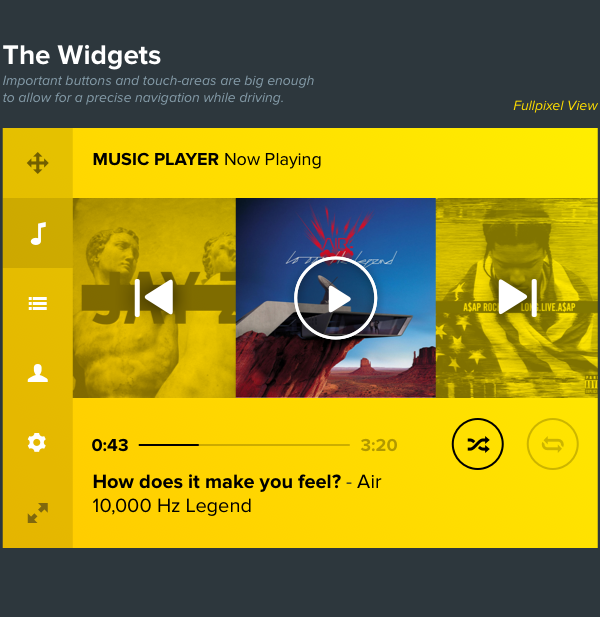 The Widgets
Important buttons and touch-areas are big enough
to allow for a precise navigation while driving.
Fullpixel View
MUSIC PLAYER Now Playing
JAY Z
A$AP ROC LONG.LIVE.A$AP
0:43 3:20
How does it make you feel? - Air
10,000 Hz Legend